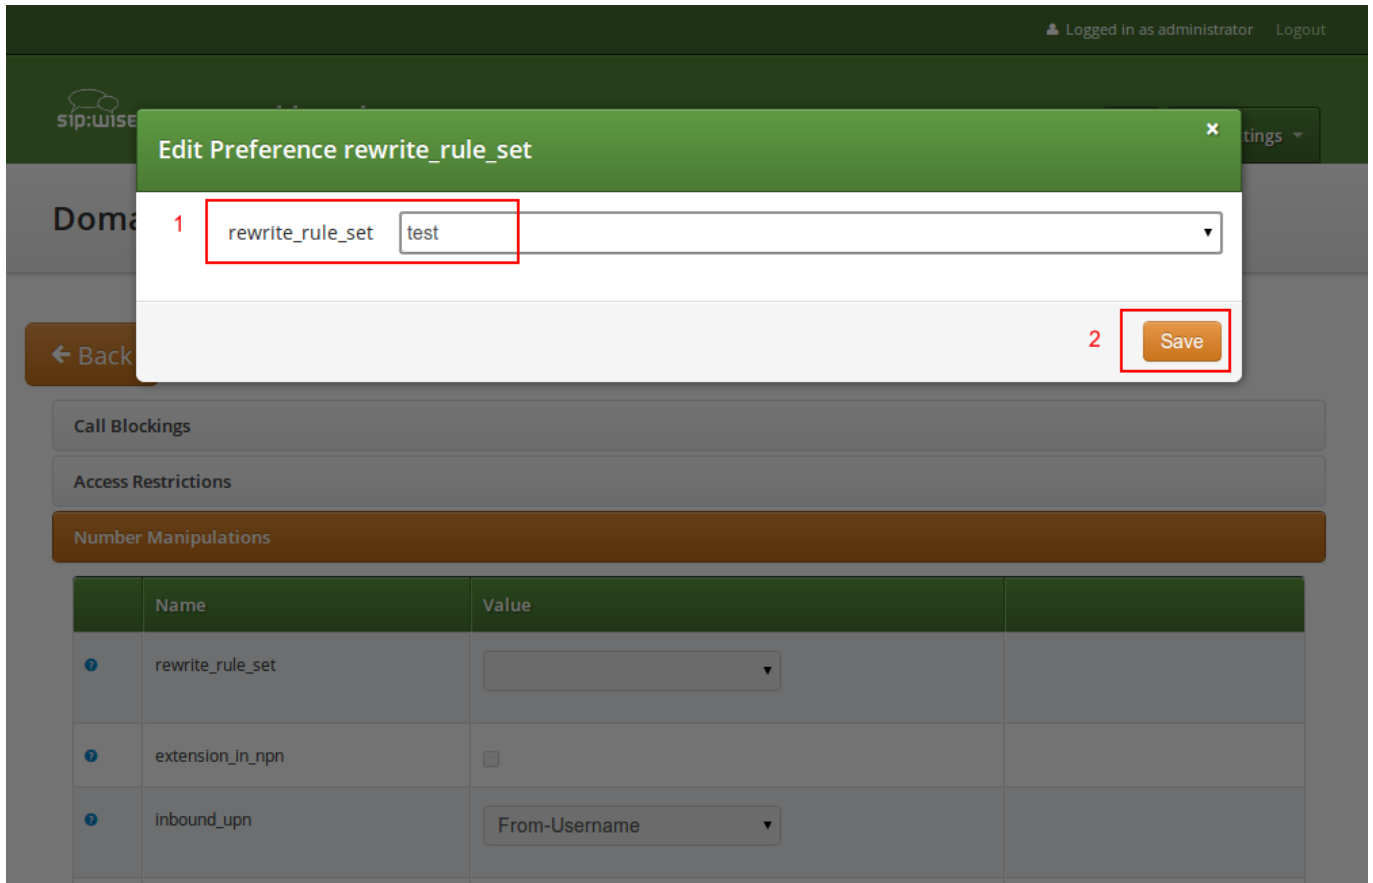 Logged in as administrator Logout
sip:wise
Edit Preference rewrite_rule_set ×
tings
1 rewrite_rule_set test
Doma
2 Save
Back
Call Blockings
Access Restrictions
Number Manipulations
Name Value
rewrite_rule_set
extension_in_npn
inbound_upn From-Username